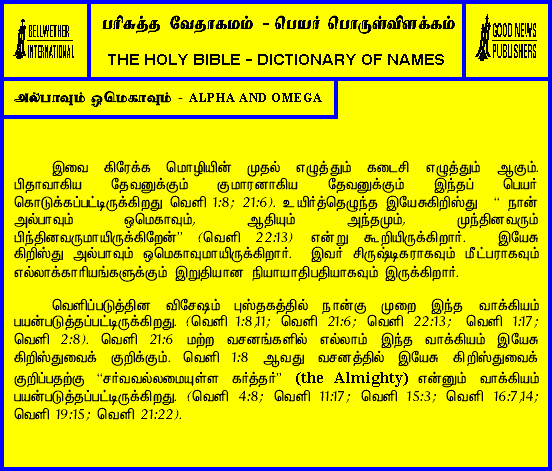 BELLWETHER
INTERNATIONAL
பரிசுத்த வேதாகமம் - பெயர் பொருள்விளக்கம்
THE HOLY BIBLE – DICTIONARY OF NAMES
GOOD NEWS
PUBLISHERS
அல்பாவும் ஒமெகாவும் - ALPHA AND OMEGA
இவை கிரேக்க மொழியின் முதல் எழுத்தும் கடைசி எழுத்தும் ஆகும்.
பிதாவாகிய தேவனுக்கும் குமாரனாகிய தேவனுக்கும் இந்தப் பெயர்
கொடுக்கப்பட்டிருக்கிறது வெளி 1:8; 21:6). உயிர்த்தெழுந்த இயேசுகிறிஸ்து “ நான்
அல்பாவும் ஒமெகாவும், ஆதியும் அந்தமும், முந்தினவரும்
பிந்தினவருமாயிருக்கிறேன்” (வெளி 22:13) என்று கூறியிருக்கிறார். இயேசு
கிறிஸ்து அல்பாவும் ஒமெகாவுமாயிருக்கிறார். இவர் சிருஷ்டிகராகவும் மீட்பராகவும்
எல்லாக்காரியங்களுக்கும் இறுதியான நியாயாதிபதியாகவும் இருக்கிறார்.
வெளிப்படுத்தின விசேஷம் புஸ்தகத்தில் நான்கு முறை இந்த வாக்கியம்
பயன்படுத்தப்பட்டிருக்கிறது. (வெளி 1:8,11; வெளி 21:6; வெளி 22:13; வெளி 1:17;
வெளி 2:8). வெளி 21:6 மற்ற வசனங்களில் எல்லாம் இந்த வாக்கியம் இயேசு
கிறிஸ்துவைக் குறிக்கும். வெளி 1:8 ஆவது வசனத்தில் இயேசு கிறிஸ்துவைக்
குறிப்பதற்கு “சர்வவல்லமையுள்ள கர்த்தர்” (the Almighty) என்னும் வாக்கியம்
பயன்படுத்தப்பட்டிருக்கிறது. (வெளி 4:8; வெளி 11:17; வெளி 15:3; வெளி 16:7,14;
வெளி 19:15; வெளி 21:22).